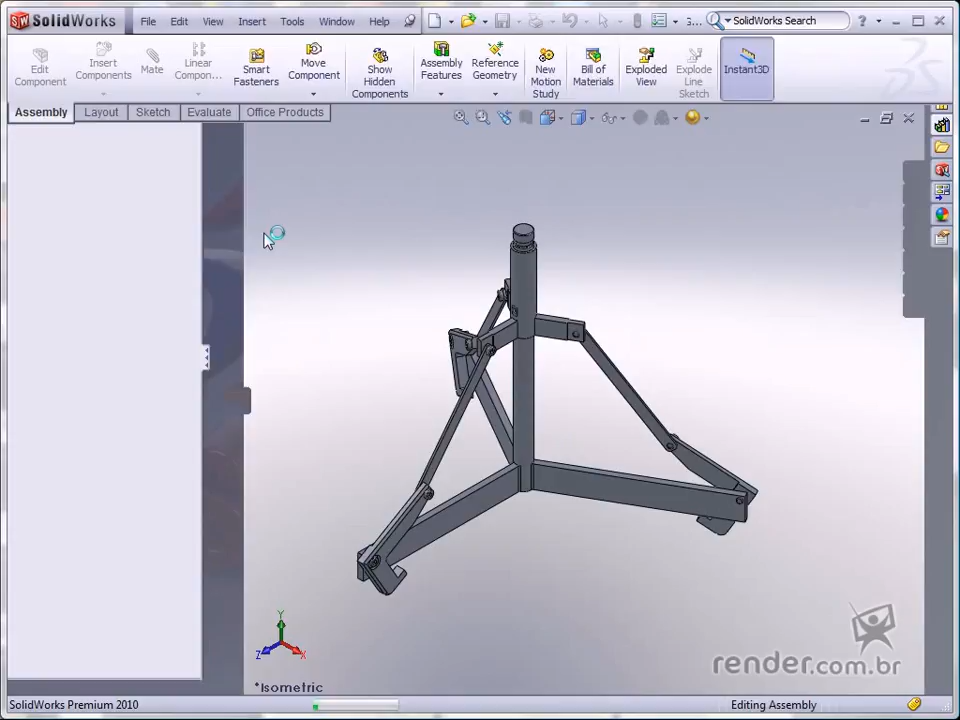 SolidWorks File Edit View Insert Tools Window Help 3... SolidWorks Search
Edit Component
Insert Components
Mate
Linear Compon...
Smart Fasteners
Move Component
Show Hidden Components
Assembly Features
Reference Geometry
New Motion Study
Bill of Materials
Exploded View
Explode Line Sketch
Instant3D
Assembly Layout Sketch Evaluate Office Products
Y
Z X
render.com.br
*Isometric
SolidWorks Premium 2010 Editing Assembly